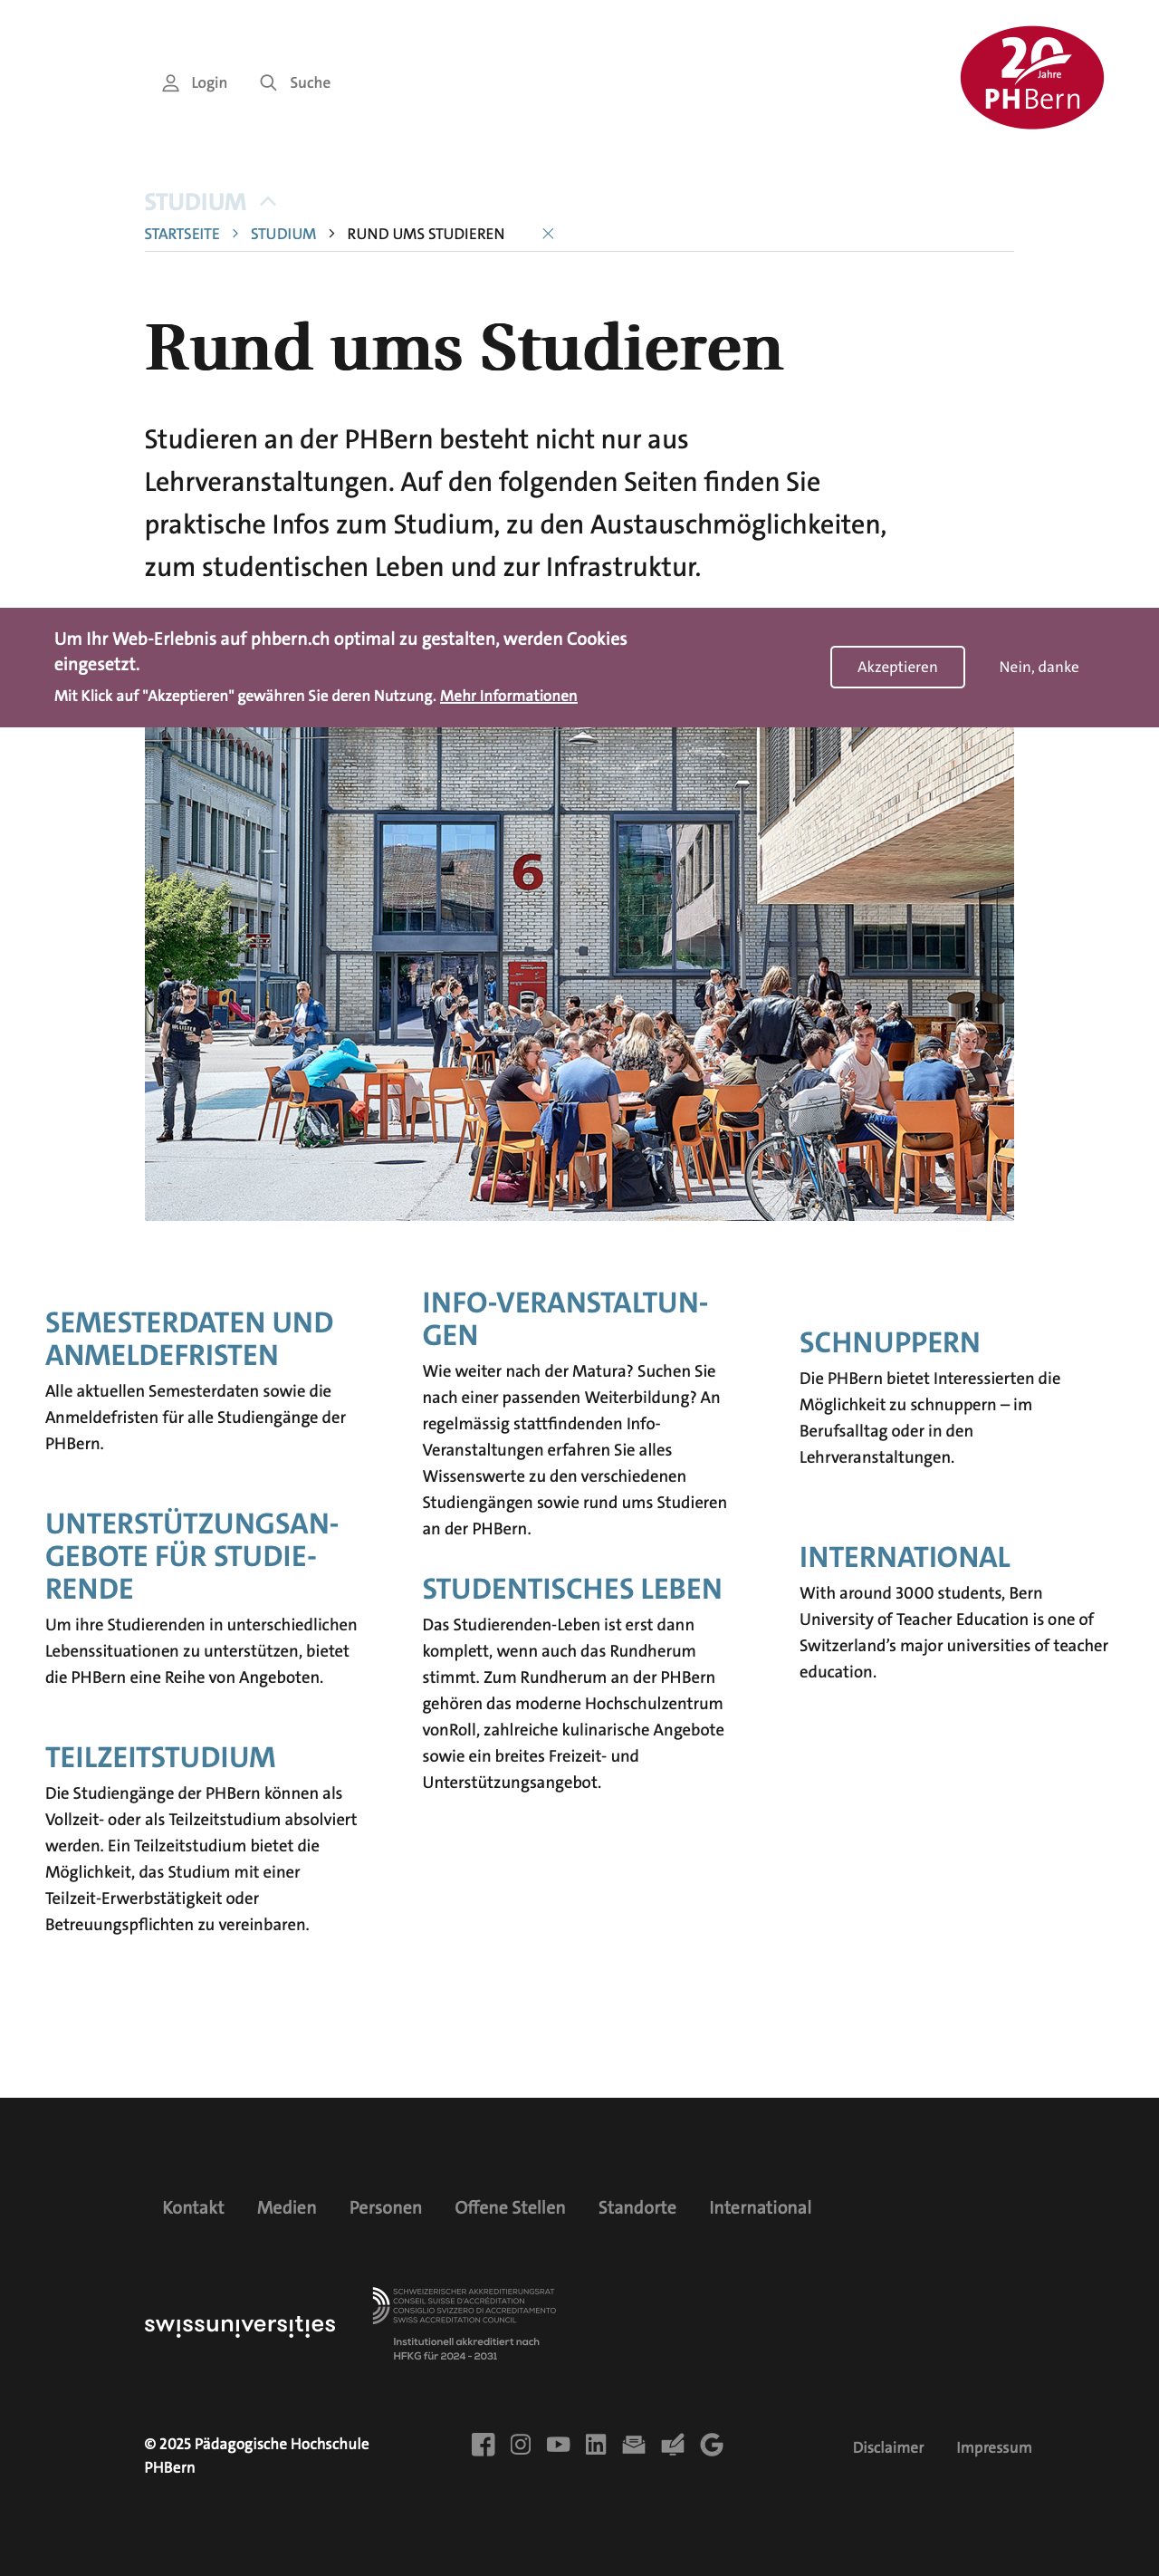 Login
Suche
20
Jahre
PHBern
STUDIUM
STARTSEITE
STUDIUM
RUND UMS STUDIEREN
Rund ums Studieren
Studieren an der PHBern besteht nicht nur aus
Lehrveranstaltungen. Auf den folgenden Seiten finden Sie
praktische Infos zum Studium, zu den Austauschmöglichkeiten,
zum studentischen Leben und zur Infrastruktur.
Um Ihr Web-Erlebnis auf phbern.ch optimal zu gestalten, werden Cookies
eingesetzt.
Mit Klick auf "Akzeptieren" gewähren Sie deren Nutzung. Mehr Informationen
Akzeptieren
Nein, danke
6
HOLLISTER
SEMESTERDATEN UND
ANMELDEFRISTEN
Alle aktuellen Semesterdaten sowie die
Anmeldefristen für alle Studiengänge der
PHBern.
UNTERSTÜTZUNGSAN-
GEBOTE FÜR STUDIE-
RENDE
Um ihre Studierenden in unterschiedlichen
Lebenssituationen zu unterstützen, bietet
die PHBern eine Reihe von Angeboten.
TEILZEITSTUDIUM
Die Studiengänge der PHBern können als
Vollzeit- oder als Teilzeitstudium absolviert
werden. Ein Teilzeitstudium bietet die
Möglichkeit, das Studium mit einer
Teilzeit-Erwerbstätigkeit oder
Betreuungspflichten zu vereinbaren.
INFO-VERANSTALTUN-
GEN
Wie weiter nach der Matura? Suchen Sie
nach einer passenden Weiterbildung? An
regelmässig stattfindenden Info-
Veranstaltungen erfahren Sie alles
Wissenswerte zu den verschiedenen
Studiengängen sowie rund ums Studieren
an der PHBern.
STUDENTISCHES LEBEN
Das Studierenden-Leben ist erst dann
komplett, wenn auch das Rundherum
stimmt. Zum Rundherum an der PHBern
gehören das moderne Hochschulzentrum
vonRoll, zahlreiche kulinarische Angebote
sowie ein breites Freizeit- und
Unterstützungsangebot.
SCHNUPPERN
Die PHBern bietet Interessierten die
Möglichkeit zu schnuppern – im
Berufsalltag oder in den
Lehrveranstaltungen.
INTERNATIONAL
With around 3000 students, Bern
University of Teacher Education is one of
Switzerland’s major universities of teacher
education.
Kontakt
Medien
Personen
Offene Stellen
Standorte
International
swissuniversities
SCHWEIZERISCHER AKKREDITIERUNGSRAT
CONSEIL SUISSE D'ACCRÉDITATION
CONSIGLIO SVIZZERO DI ACCREDITAMENTO
SWISS ACCREDITATION COUNCIL
Institutionell akkreditiert nach
HFKG für 2024 - 2031
© 2025 Pädagogische Hochschule
PHBern
Disclaimer
Impressum